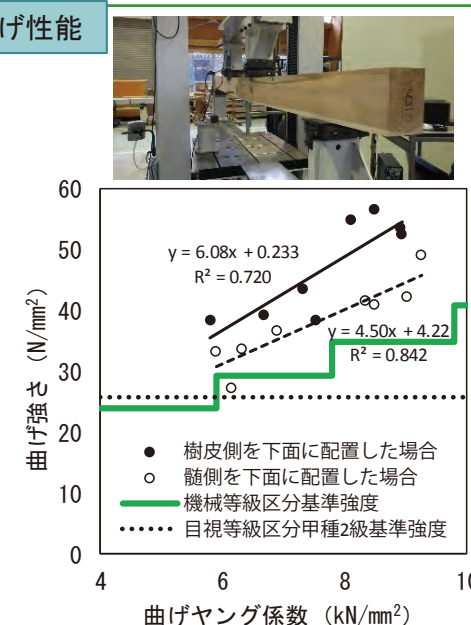 げ性能
60
50
40
30
20
10
0
4
6
8
10
曲げ強さ（N/mm²）
y = 6.08x + 0.233
R² = 0.720
y = 4.50x + 4.22
R² = 0.842
樹皮側を下面に配置した場合
髄側を下面に配置した場合
機械等級区分基準強度
目視等級区分甲種2級基準強度
曲げヤング係数（kN/mm²）